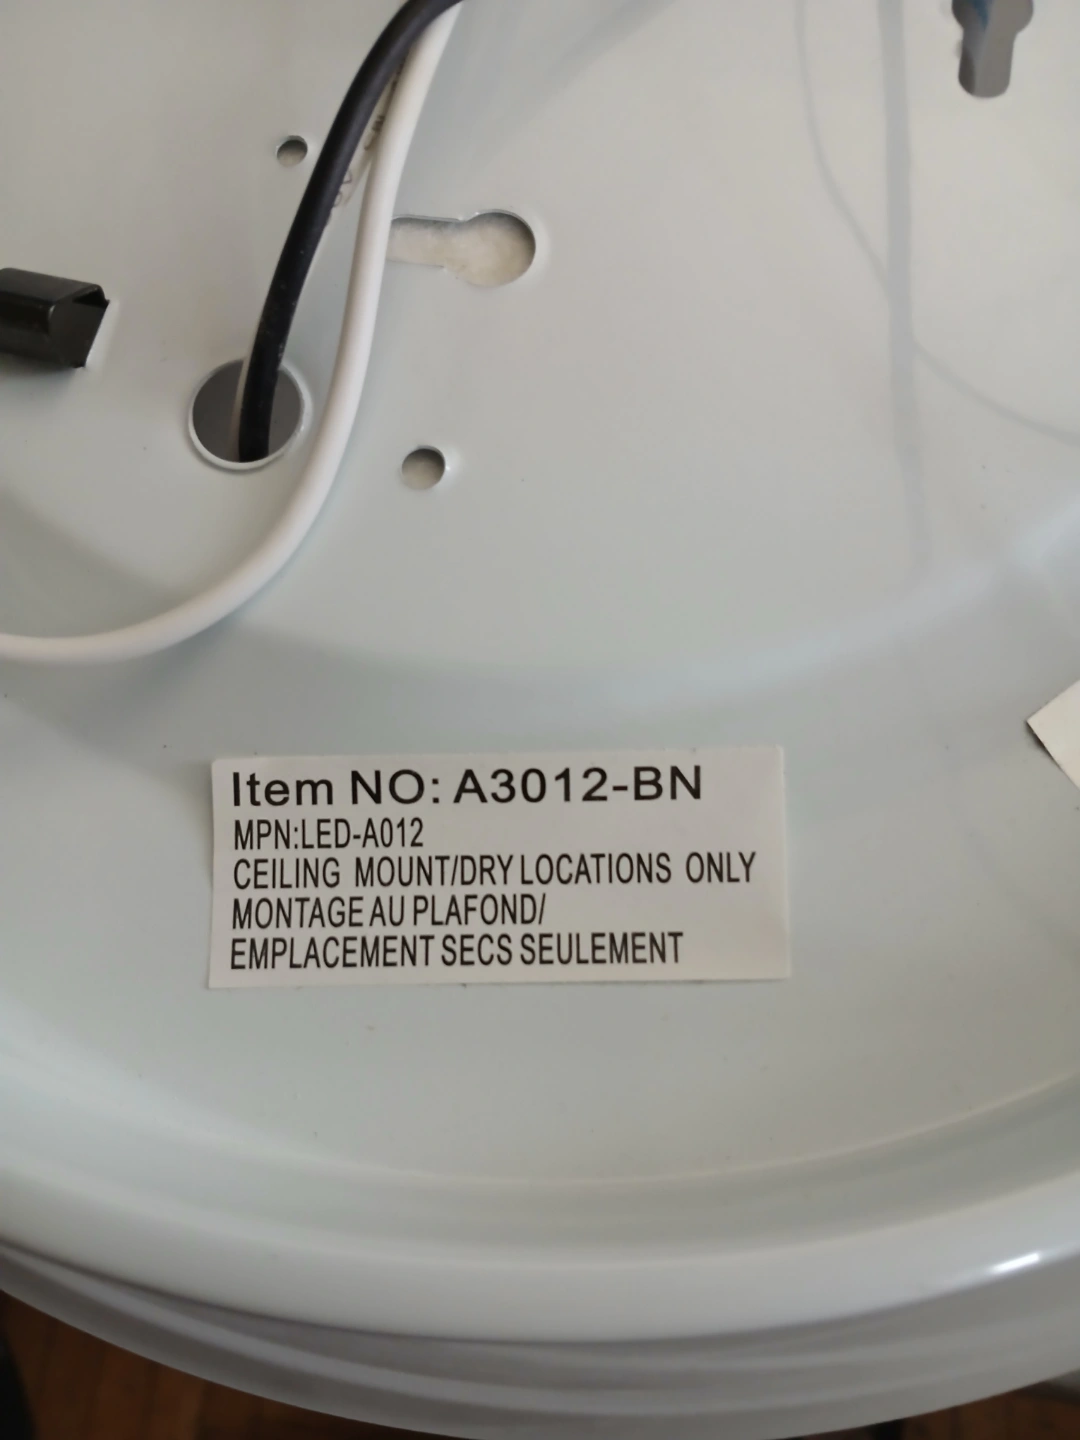 Item NO: A3012-BN
MPN:LED-A012
CEILING MOUNT/DRY LOCATIONS ONLY
MONTAGE AU PLAFOND/
EMPLACEMENT SECS SEULEMENT